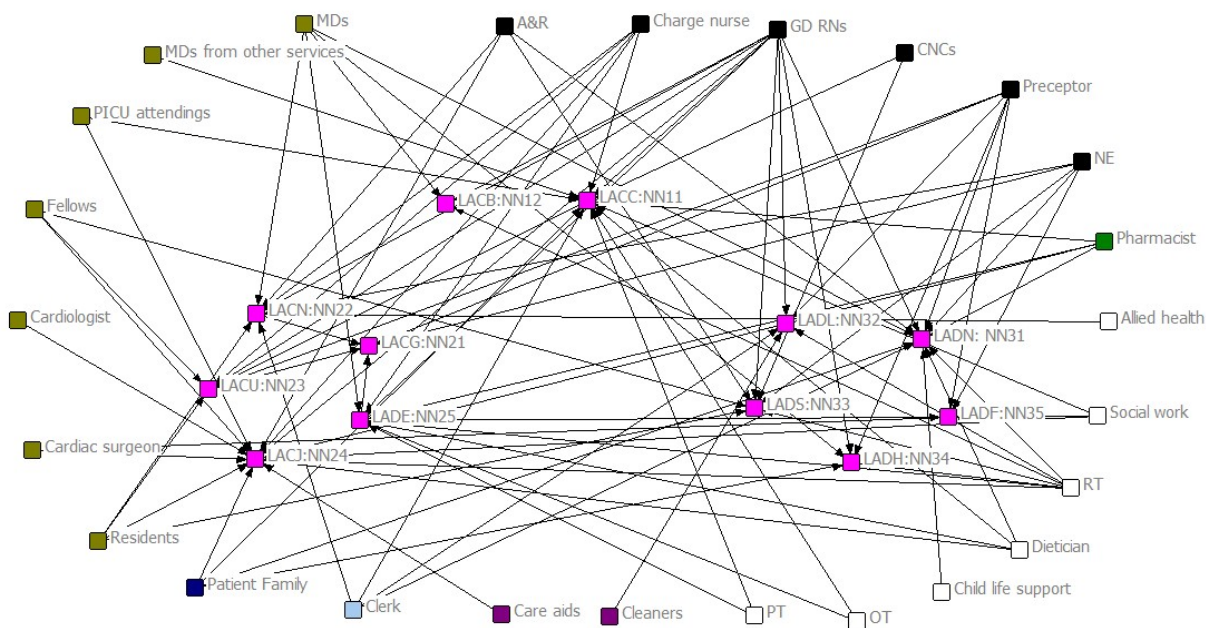 MDs
A&R
Charge nurse
GD RNs
MDs from other services
CNCs
Preceptor
PICU attendings
NE
LACB:NN12
LACC:NN11
Fellows
Pharmacist
LACN:NN22
Cardiologist
LADL:NN32
Allied health
LACG:NN21
LADN: NN31
LACU:NN23
LADE:NN25
LADS:NN33
LADF:NN35
Social work
Cardiac surgeon
LACJ:NN24
LADH:NN34
RT
Residents
Dietician
Patient Family
Child life support
Clerk
Care aids
Cleaners
PT
OT